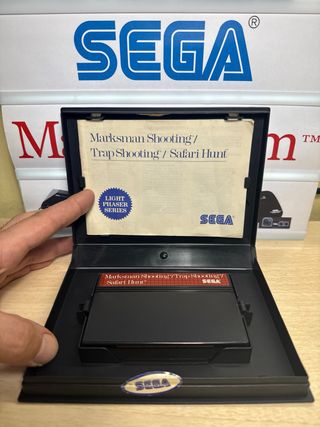 SEGA®
Ma
m™
Marksman Shooting/
Trap Shooting / Safari Hunt
LIGHT
PHASER
SERIES
SEGA
Marksman Shooting/Trap Shooting/
Safari Hunt
SEGA
SEGA